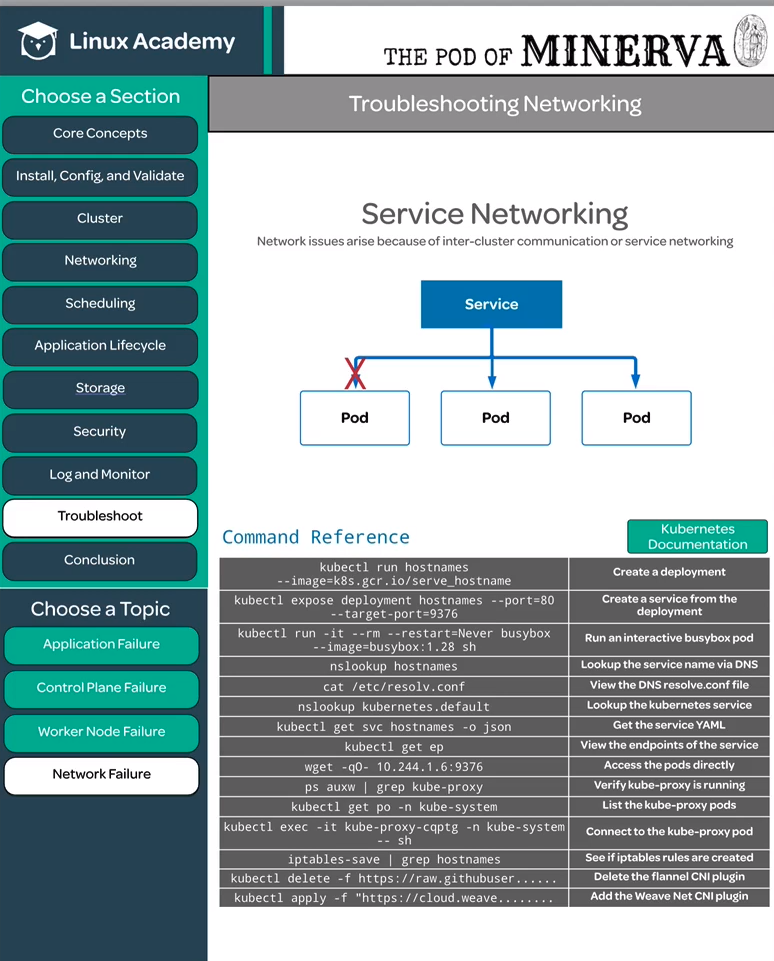 Linux Academy
THE POD OF MINERVA
Choose a Section
Core Concepts
Install, Config, and Validate
Cluster
Networking
Scheduling
Application Lifecycle
Storage
Security
Log and Monitor
Troubleshoot
Conclusion
Choose a Topic
Application Failure
Control Plane Failure
Worker Node Failure
Network Failure
Troubleshooting Networking
Service Networking
Network issues arise because of inter-cluster communication or service networking
Service
Pod
Pod
Pod
Command Reference
Kubernetes
Documentation
kubectl run hostnames
--image=k8s.gcr.io/serve_hostname
Create a deployment
kubectl expose deployment hostnames --port=80
--target-port=9376
Create a service from the
deployment
kubectl run -it --rm --restart=Never busybox
--image=busybox:1.28 sh
Run an interactive busybox pod
nslookup hostnames
Lookup the service name via DNS
cat /etc/resolv.conf
View the DNS resolve.conf file
nslookup kubernetes.default
Lookup the kubernetes service
kubectl get svc hostnames -o json
Get the service YAML
kubectl get ep
View the endpoints of the service
wget -qO- 10.244.1.6:9376
Access the pods directly
ps auxw | grep kube-proxy
Verify kube-proxy is running
kubectl get po -n kube-system
List the kube-proxy pods
kubectl exec -it kube-proxy-cqptg -n kube-system
-- sh
Connect to the kube-proxy pod
iptables-save | grep hostnames
See if iptables rules are created
kubectl delete -f https://raw.githubuser......
Delete the flannel CNI plugin
kubectl apply -f "https://cloud.weave........
Add the Weave Net CNI plugin